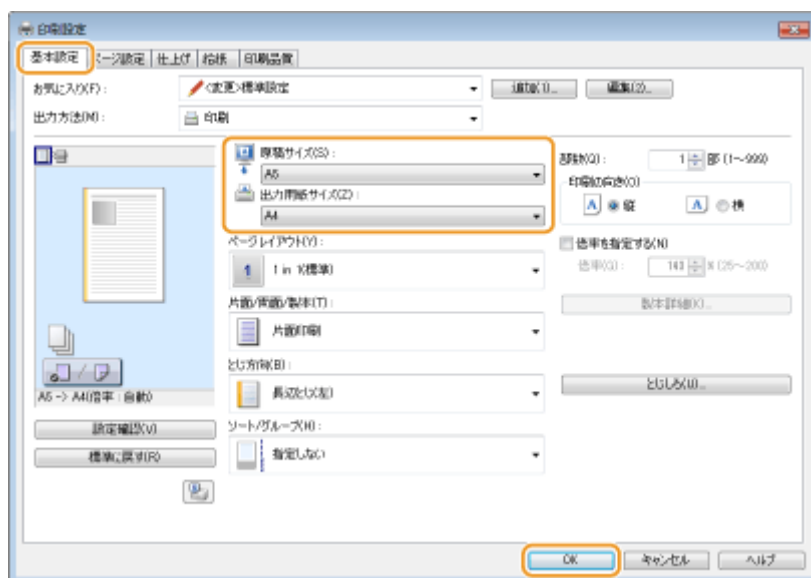 印刷設定
基本設定 ページ設定 仕上げ 給紙 印刷品質
お気に入り(F): <変更>標準設定 追加(1)... 編集(2)...
出力方法(M): 印刷
原稿サイズ(S):
A5
出力用紙サイズ(Z):
A4
部数(Q): 1 部 (1~999)
印刷の向き(O)
A 縦 A 横
ページレイアウト(Y):
1 1 in 1(標準)
倍率を指定する(N)
倍率(G): 143 % (25~200)
片面/両面/製本(T):
片面印刷
製本詳細(K)...
とじ方向(B):
長辺とじ(左)
とじしろ(U)...
A5 -> A4(倍率:自動)
設定確認(V)
標準に戻す(R)
ソート/グループ(H):
指定しない
OK キャンセル ヘルプ